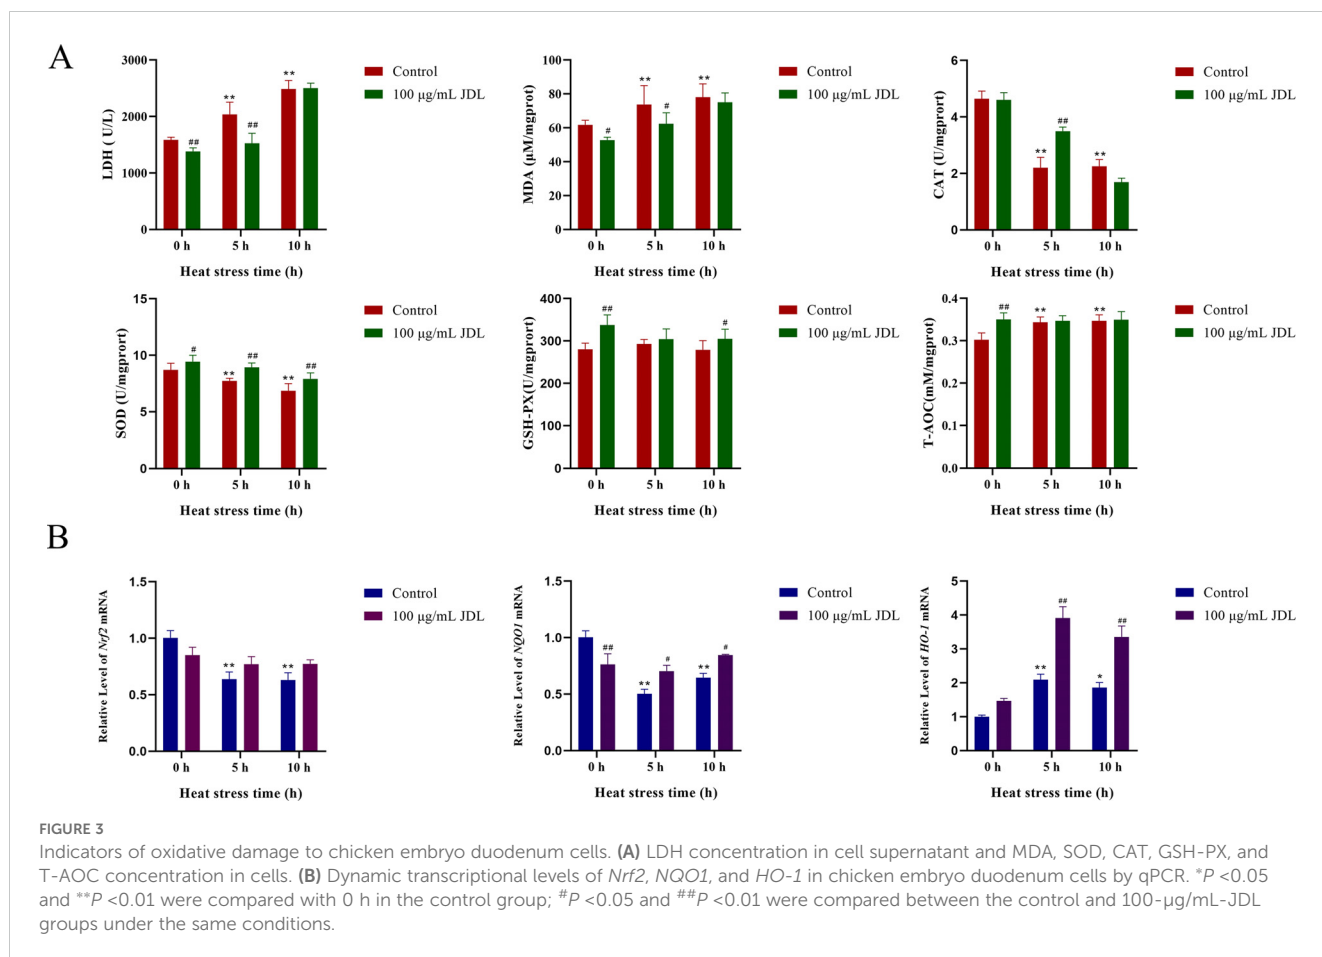 A
LDH ( U/L)
3000
2000
1000
0
**
**
##
##
0 h 5 h 10 h
Heat stress time (h)
Control
100 μg/mL JDL
MDA (μM/mgprot)
100
80
60
40
20
0
**
**
#
#
0 h 5 h 10 h
Heat stress time (h)
Control
100 μg/mL JDL
CAT (U/mgprort)
6
4
2
0
##
**
**
0 h 5 h 10 h
Heat stress time (h)
Control
100 μg/mL JDL
SOD (U/mgprort)
15
10
5
0
#
##
**
**
##
0 h 5 h 10 h
Heat stress time (h)
Control
100 μg/mL JDL
GSH-PX(U/mgprort)
400
300
200
100
0
##
#
0 h 5 h 10 h
Heat stress time (h)
Control
100 μg/mL JDL
T-AOC(mM/mgprot)
0.4
0.3
0.2
0.1
0.0
##
**
**
0 h 5 h 10 h
Heat stress time (h)
Control
100 μg/mL JDL
B
Relative Level of Nrf2 mRNA
1.5
1.0
0.5
0.0
**
**
0 h 5 h 10 h
Heat stress time (h)
Control
100 μg/mL JDL
Relative Level of NQO1 mRNA
1.5
1.0
0.5
0.0
##
**
#
**
#
0 h 5 h 10 h
Heat stress time (h)
Control
100 μg/mL JDL
Relative Level of HO-1 mRNA
5
4
3
2
1
0
**
##
*
##
0 h 5 h 10 h
Heat stress time (h)
Control
100 μg/mL JDL
FIGURE 3
Indicators of oxidative damage to chicken embryo duodenum cells. (A) LDH concentration in cell supernatant and MDA, SOD, CAT, GSH-PX, and
T-AOC concentration in cells. (B) Dynamic transcriptional levels of Nrf2, NQO1, and HO-1 in chicken embryo duodenum cells by qPCR. *P <0.05
and **P <0.01 were compared with 0 h in the control group; #P <0.05 and ##P <0.01 were compared between the control and 100-μg/mL-JDL
groups under the same conditions.